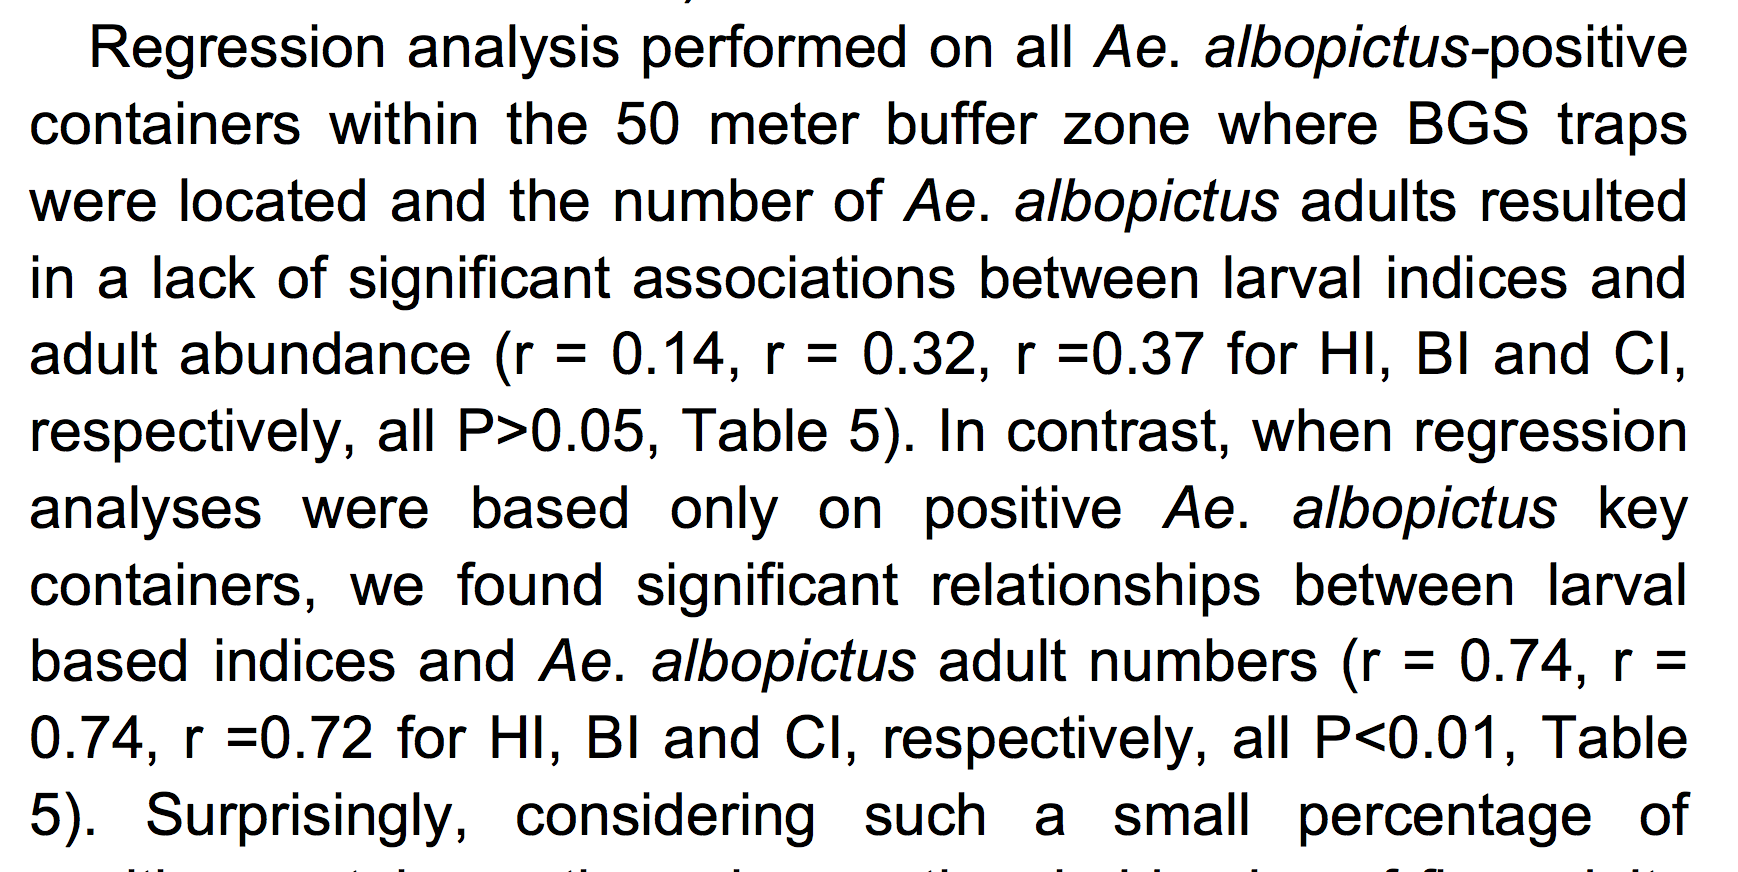 Regression analysis performed on all Ae. albopictus-positive
containers within the 50 meter buffer zone where BGS traps
were located and the number of Ae. albopictus adults resulted
in a lack of significant associations between larval indices and
adult abundance (r = 0.14, r = 0.32, r =0.37 for HI, BI and CI,
respectively, all P>0.05, Table 5). In contrast, when regression
analyses were based only on positive Ae. albopictus key
containers, we found significant relationships between larval
based indices and Ae. albopictus adult numbers (r = 0.74, r =
0.74, r =0.72 for HI, BI and CI, respectively, all P<0.01, Table
5). Surprisingly, considering such a small percentage of